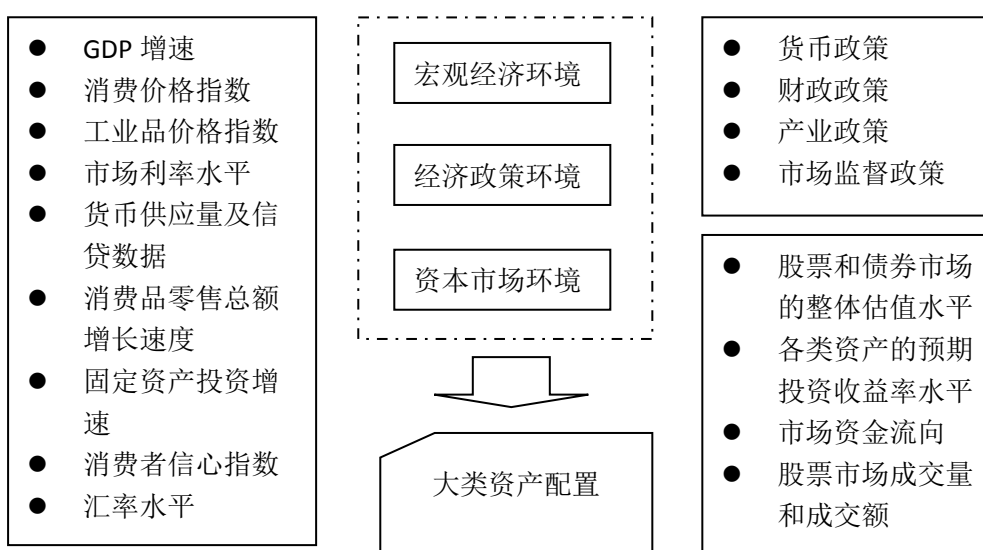 GDP 增速
消费价格指数
工业品价格指数
市场利率水平
货币供应量及信
贷数据
消费品零售总额
增长速度
固定资产投资增
速
消费者信心指数
汇率水平
宏观经济环境
经济政策环境
资本市场环境
大类资产配置
货币政策
财政政策
产业政策
市场监督政策
股票和债券市场
的整体估值水平
各类资产的预期
投资收益率水平
市场资金流向
股票市场成交量
和成交额